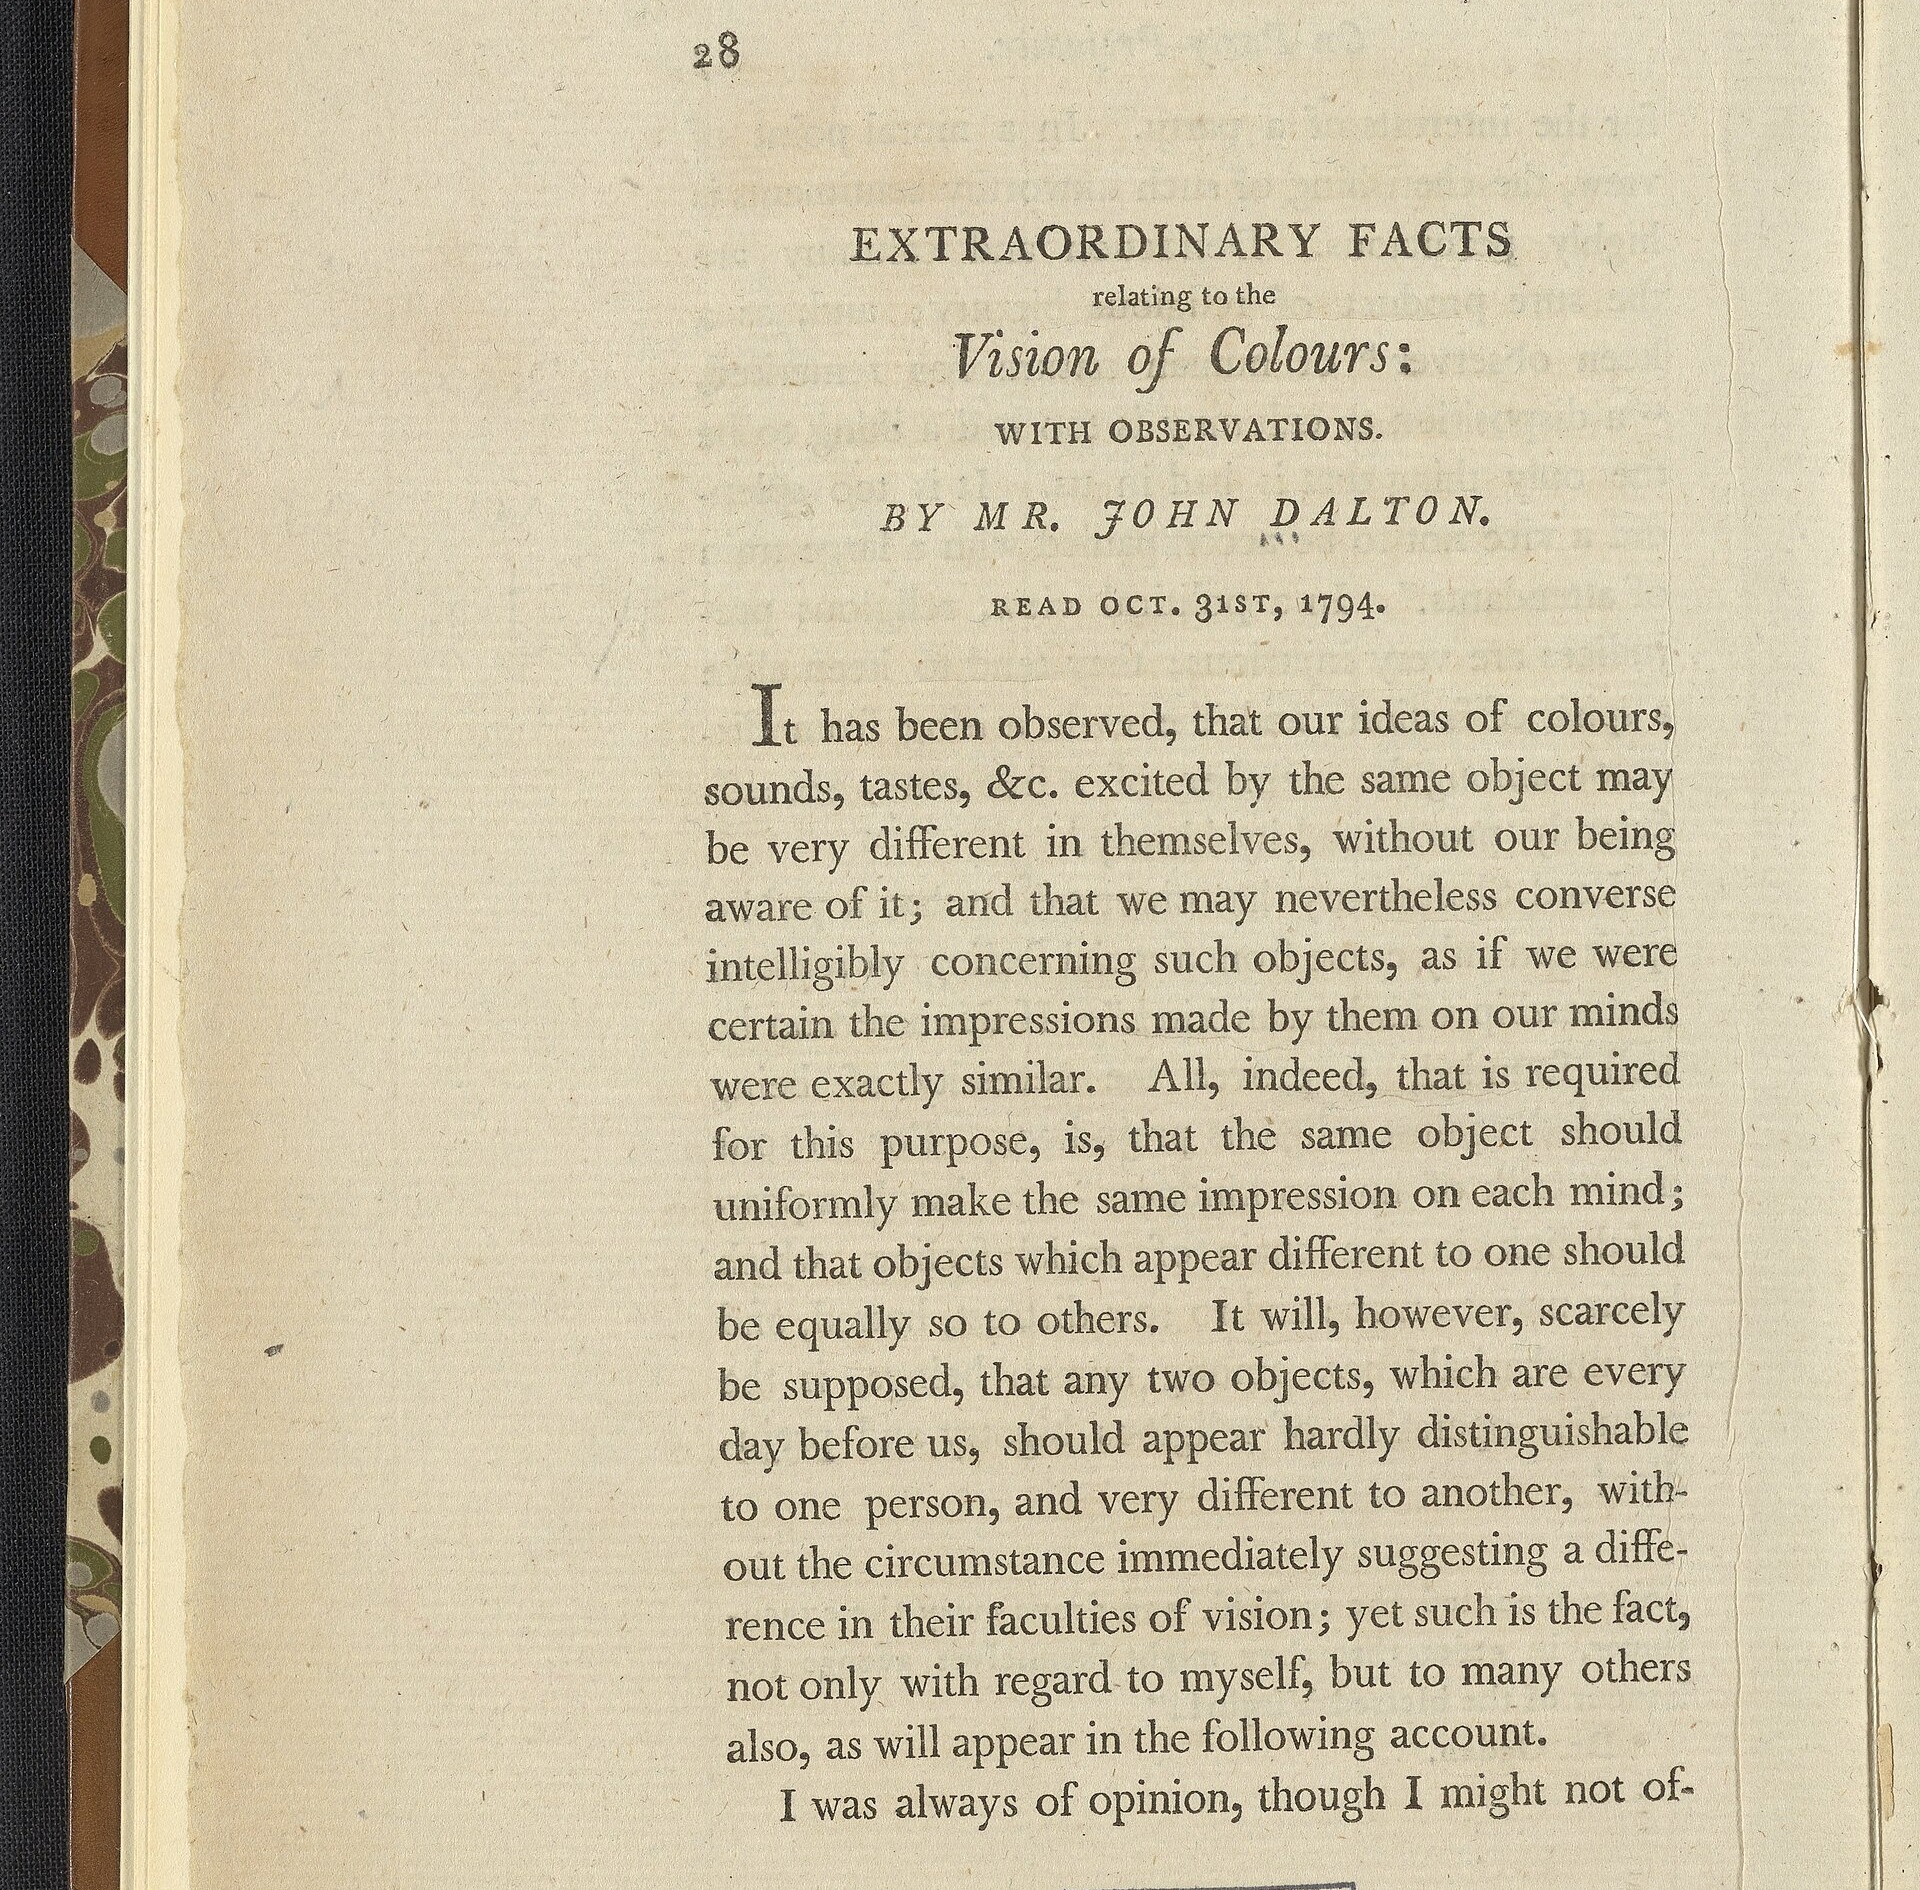 28
EXTRAORDINARY FACTS
relating to the
Vision of Colours:
WITH OBSERVATIONS.
BY MR. JOHN DALTON.
READ OCT. 31ST, 1794.
It has been observed, that our ideas of colours,
sounds, tastes, &c. excited by the same object may
be very different in themselves, without our being
aware of it; and that we may nevertheless converse
intelligibly concerning such objects, as if we were
certain the impressions made by them on our minds
were exactly similar. All, indeed, that is required
for this purpose, is, that the same object should
uniformly make the same impression on each mind;
and that objects which appear different to one should
be equally so to others. It will, however, scarcely
be supposed, that any two objects, which are every
day before us, should appear hardly distinguishable
to one person, and very different to another, with-
out the circumstance immediately suggesting a diffe-
rence in their faculties of vision; yet such is the fact,
not only with regard to myself, but to many others
also, as will appear in the following account.
I was always of opinion, though I might not of-